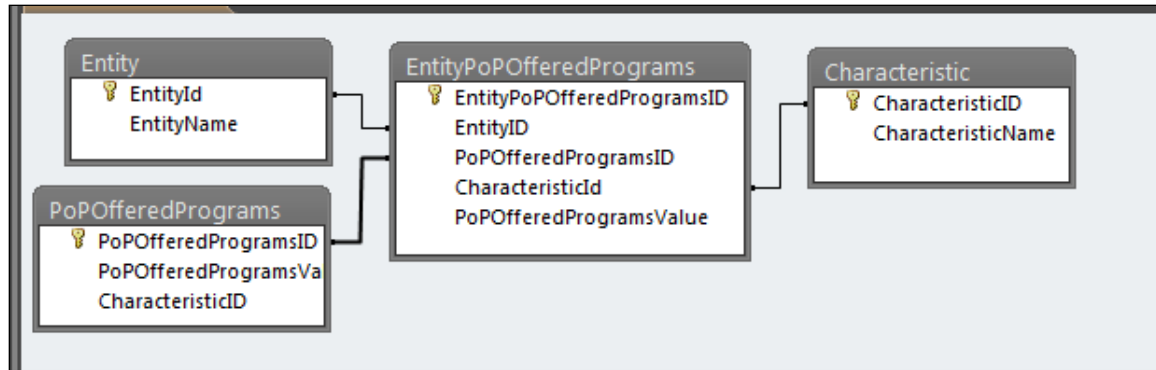 Entity
EntityId
EntityName
PoPOfferedPrograms
PoPOfferedProgramsID
PoPOfferedProgramsVa
CharacteristicID
EntityPoPOfferedPrograms
EntityPoPOfferedProgramsID
EntityID
PoPOfferedProgramsID
CharacteristicId
PoPOfferedProgramsValue
Characteristic
CharacteristicID
CharacteristicName